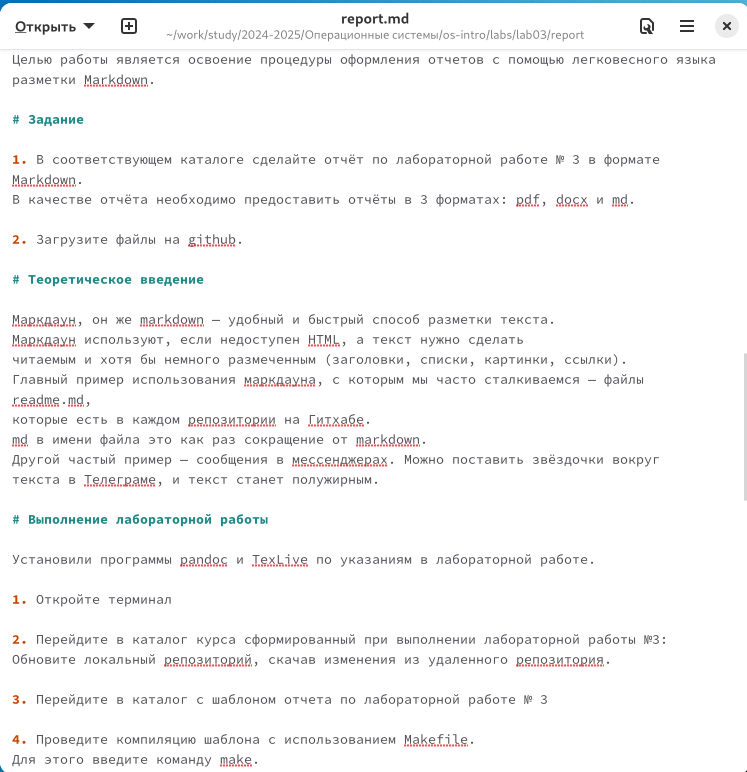 Открыть
report.md
~/work/study/2024-2025/Операционные системы/os-intro/labs/lab03/report
Целью работы является освоение процедуры оформления отчетов с помощью легковесного языка
разметки Markdown.
# Задание
1. В соответствующем каталоге сделайте отчёт по лабораторной работе № 3 в формате
Markdown.
В качестве отчёта необходимо предоставить отчёты в 3 форматах: pdf, docx и md.
2. Загрузите файлы на github.
# Теоретическое введение
Маркдаун, он же markdown — удобный и быстрый способ разметки текста.
Маркдаун используют, если недоступен HTML, а текст нужно сделать
читаемым и хотя бы немного размеченным (заголовки, списки, картинки, ссылки).
Главный пример использования маркдауна, с которым мы часто сталкиваемся — файлы
readme.md,
которые есть в каждом репозитории на Гитхабе.
md в имени файла это как раз сокращение от markdown.
Другой частый пример — сообщения в мессенджерах. Можно поставить звёздочки вокруг
текста в Телеграме, и текст станет полужирным.
# Выполнение лабораторной работы
Установили программы pandoc и TexLive по указаниям в лабораторной работе.
1. Откройте терминал
2. Перейдите в каталог курса сформированный при выполнении лабораторной работы №3:
Обновите локальный репозиторий, скачав изменения из удаленного репозитория.
3. Перейдите в каталог с шаблоном отчета по лабораторной работе № 3
4. Проведите компиляцию шаблона с использованием Makefile.
Для этого введите команду make.